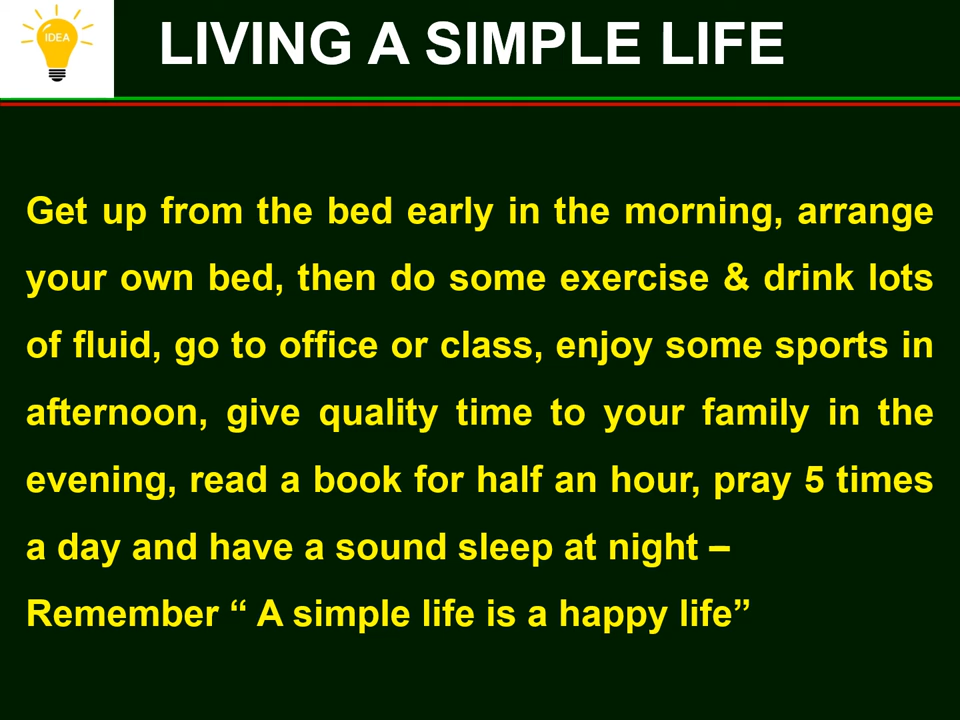 IDEA
LIVING A SIMPLE LIFE
Get up from the bed early in the morning, arrange
your own bed, then do some exercise & drink lots
of fluid, go to office or class, enjoy some sports in
afternoon, give quality time to your family in the
evening, read a book for half an hour, pray 5 times
a day and have a sound sleep at night –
Remember “ A simple life is a happy life”